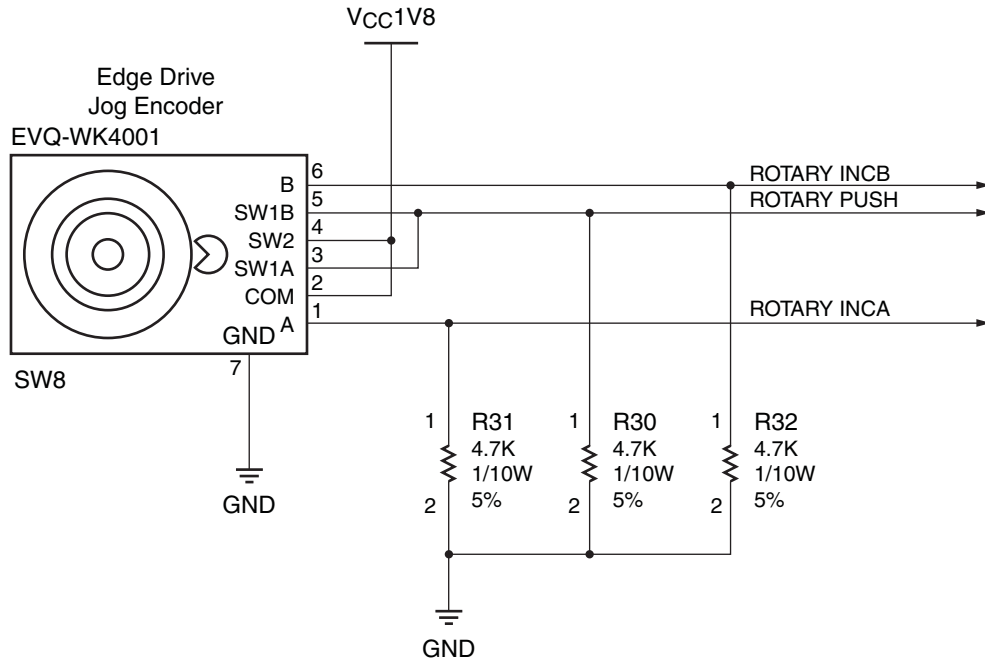 VCC1V8
Edge Drive
Jog Encoder
EVQ-WK4001
B
6
ROTARY INCB
SW1B
5
ROTARY PUSH
SW2
4
SW1A
3
COM
2
A
1
ROTARY INCA
GND
7
SW8
GND
1
R31
4.7K
1/10W
5%
2
1
R30
4.7K
1/10W
5%
2
1
R32
4.7K
1/10W
5%
2
GND